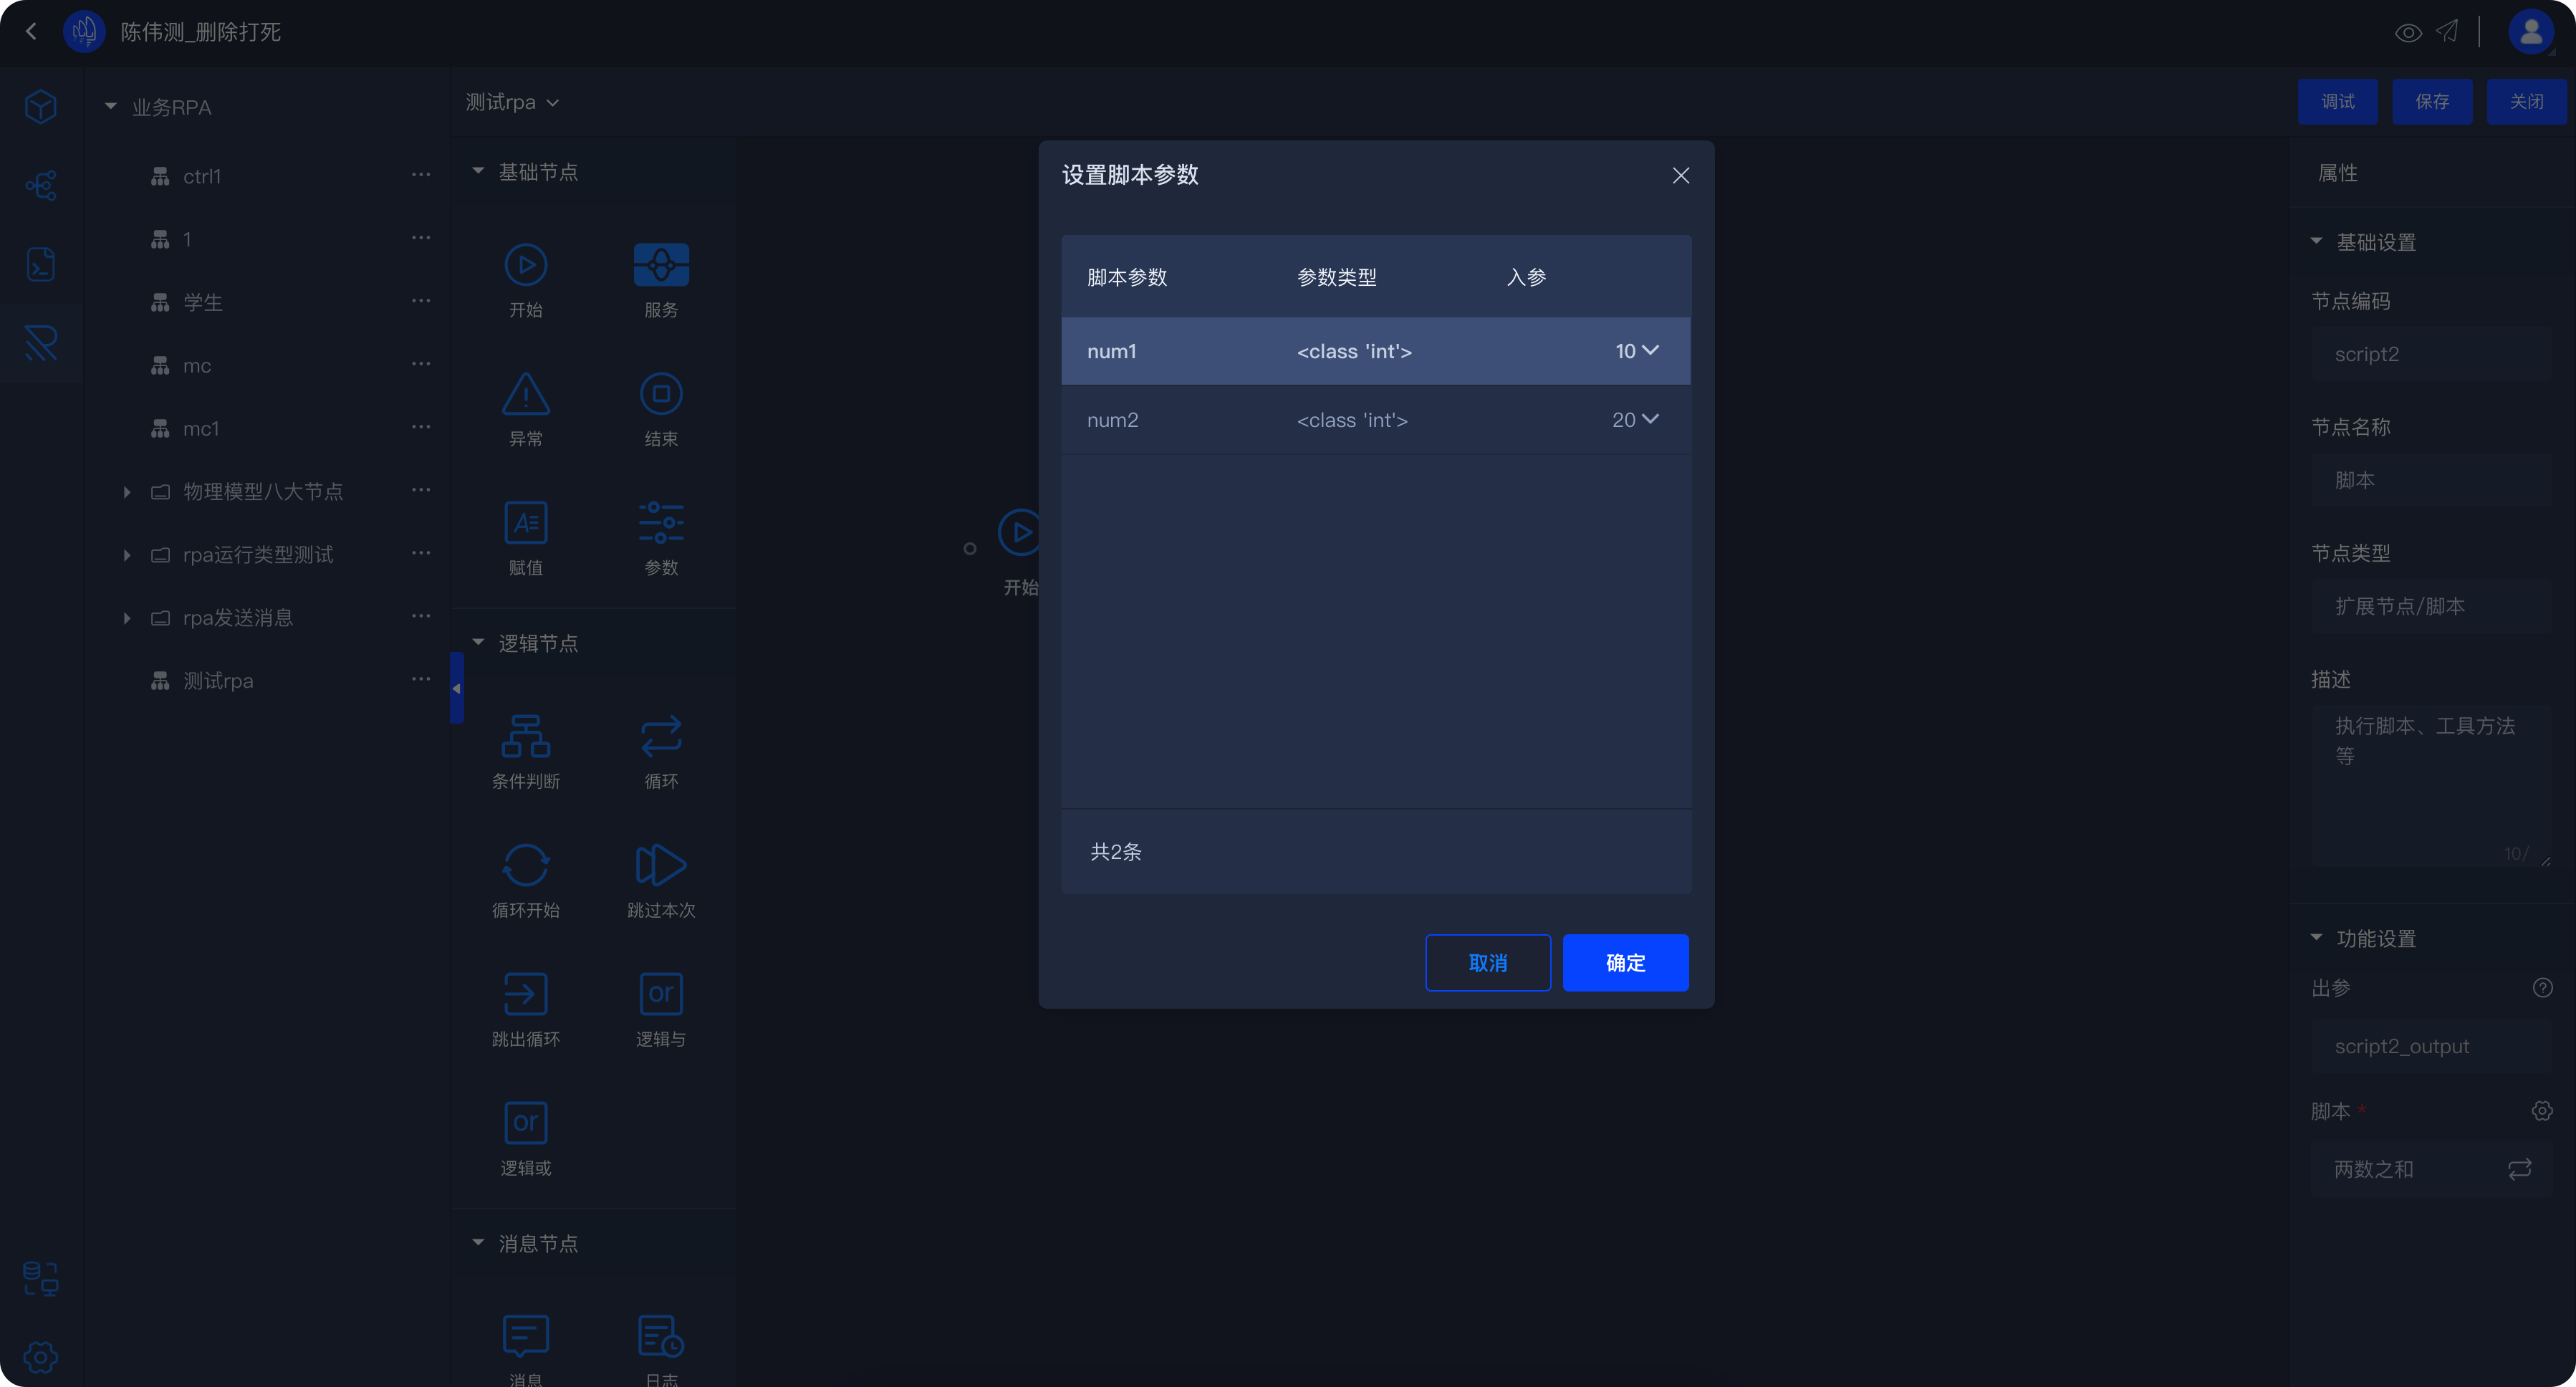 陈伟测_删除打死
业务RPA
ctrl1
1
学生
mc
mc1
物理模型八大节点
rpa运行类型测试
rpa发送消息
测试rpa
测试rpa
调试
保存
关闭
基础节点
开始
服务
异常
结束
赋值
参数
逻辑节点
条件判断
循环
循环开始
跳过本次
跳出循环
or
逻辑与
or
逻辑或
消息节点
消息
日志
开始
设置脚本参数
脚本参数 参数类型 入参
num1 <class 'int'> 10
num2 <class 'int'> 20
共2条
取消
确定
属性
基础设置
节点编码
script2
节点名称
脚本
节点类型
扩展节点/脚本
描述
执行脚本、工具方法
等
10/
功能设置
出参
script2_output
脚本 *
两数之和